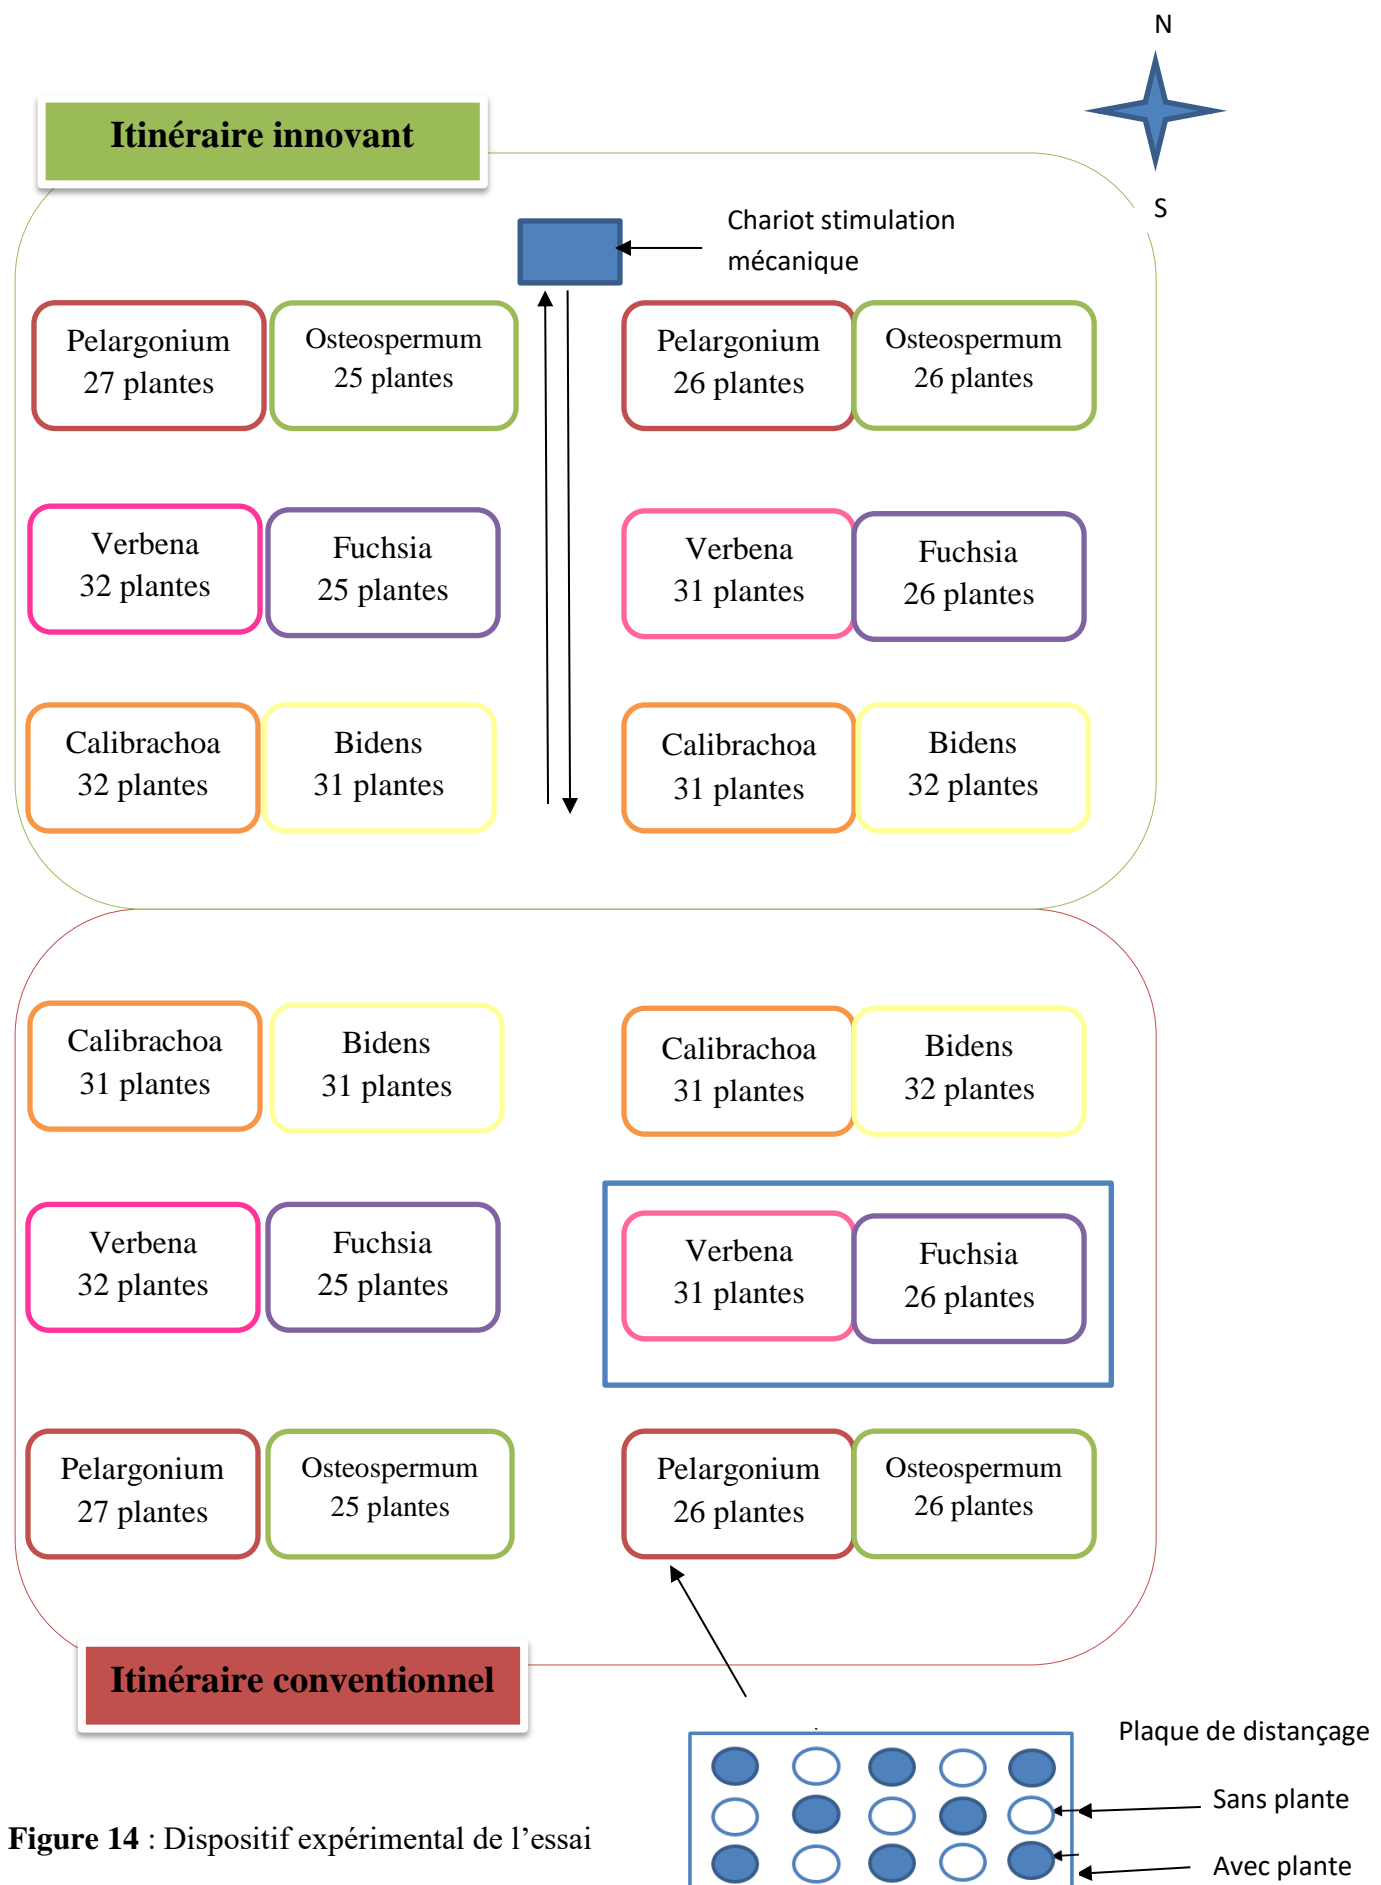 N
Itinéraire innovant
S
Chariot stimulation
mécanique
Pelargonium
27 plantes
Osteospermum
25 plantes
Pelargonium
26 plantes
Osteospermum
26 plantes
Verbena
32 plantes
Fuchsia
25 plantes
Verbena
31 plantes
Fuchsia
26 plantes
Calibrachoa
32 plantes
Bidens
31 plantes
Calibrachoa
31 plantes
Bidens
32 plantes
Calibrachoa
31 plantes
Bidens
31 plantes
Calibrachoa
31 plantes
Bidens
32 plantes
Verbena
32 plantes
Fuchsia
25 plantes
Verbena
31 plantes
Fuchsia
26 plantes
Pelargonium
27 plantes
Osteospermum
25 plantes
Pelargonium
26 plantes
Osteospermum
26 plantes
Itinéraire conventionnel
Plaque de distançage
Sans plante
Avec plante
Figure 14 : Dispositif expérimental de l’essai